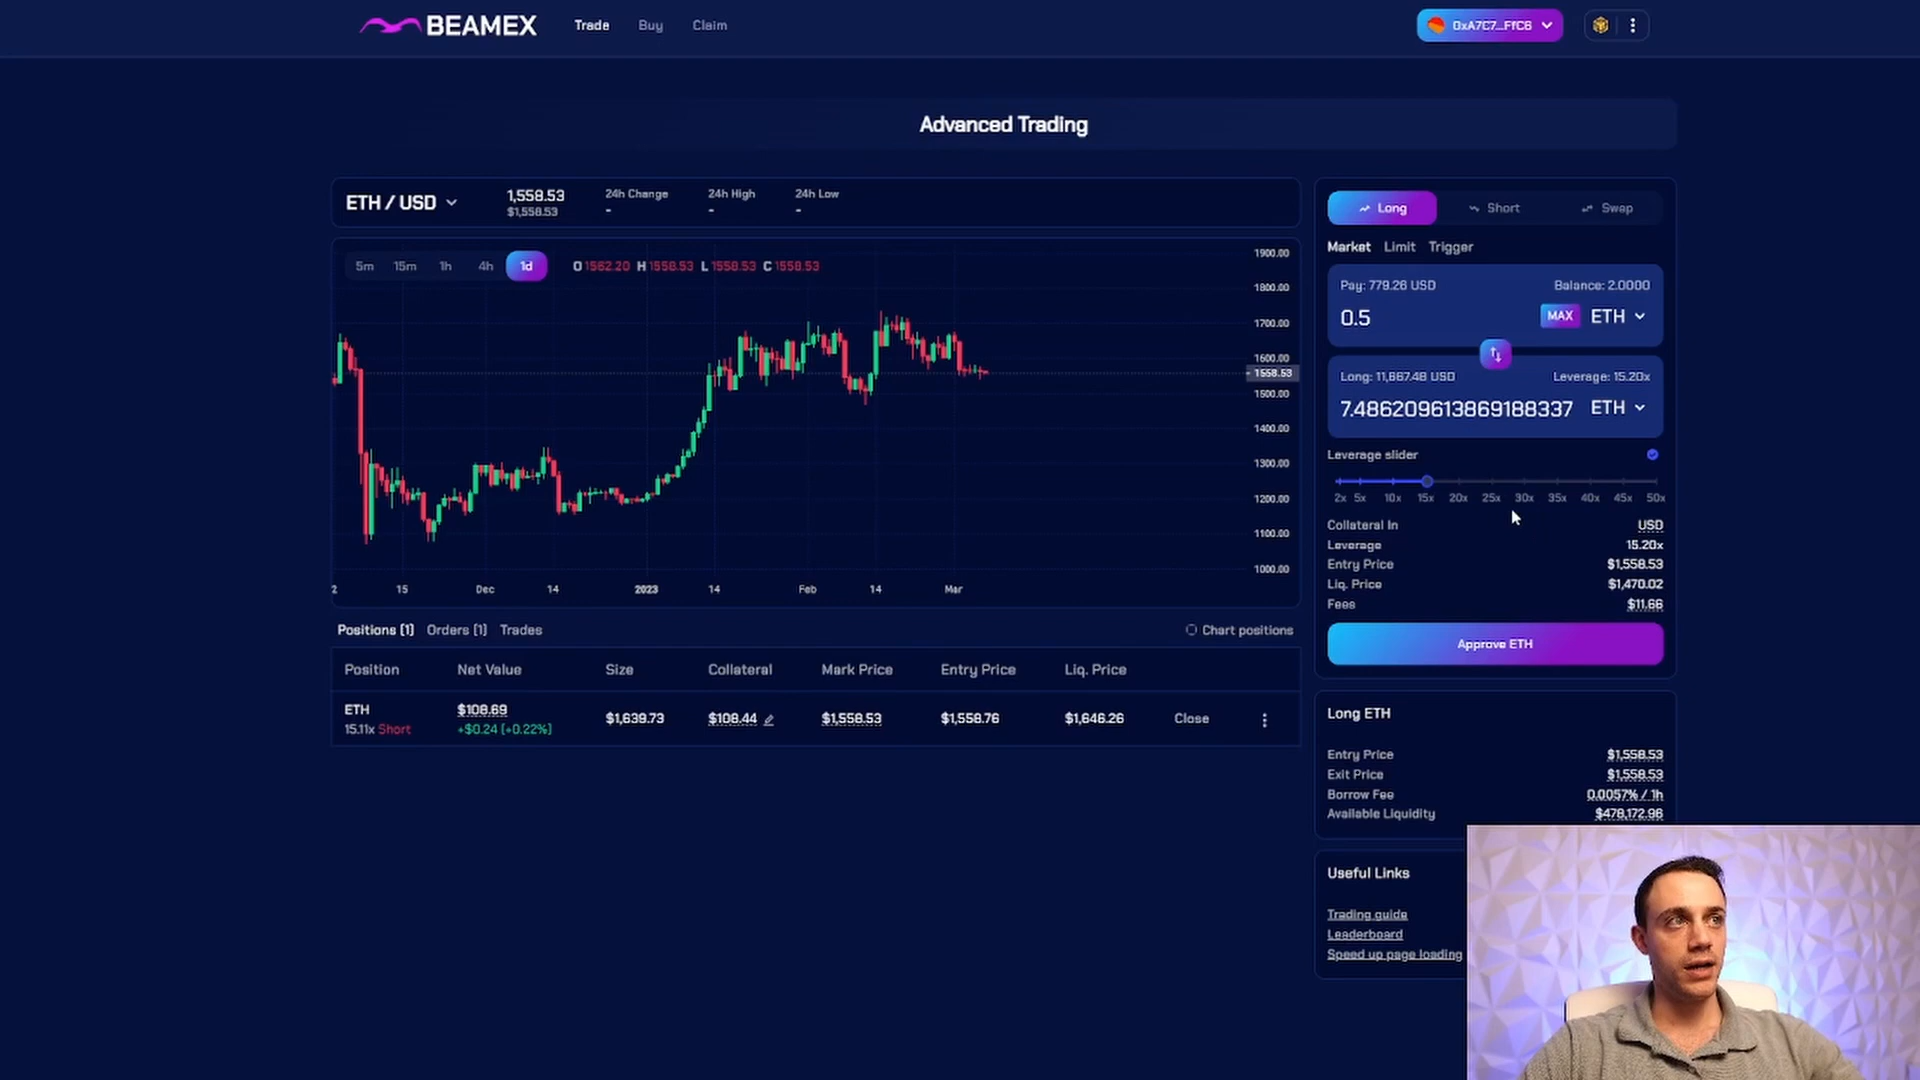 BEAMEX
Trade Buy Claim
0xA7C7...FfC6
Advanced Trading
ETH / USD
1,558.53
$1,558.53
24h Change
-
24h High
-
24h Low
-
5m 15m 1h 4h 1d
O 1562.20 H 1558.53 L 1558.53 C 1558.53
1900.00
1800.00
1700.00
1600.00
1558.53
1500.00
1400.00
1300.00
1200.00
1100.00
1000.00
2 15 Dec 14 2023 14 Feb 14 Mar
Positions (1) Orders (1) Trades
Chart positions
Position Net Value Size Collateral Mark Price Entry Price Liq. Price
ETH
15.11x Short
$108.69
+$0.24 (+0.22%)
$1,639.73 $108.44 $1,558.53 $1,558.76 $1,646.26 Close
Long Short Swap
Market Limit Trigger
Pay: 779.26 USD Balance: 2.0000
0.5 MAX ETH
Long: 11,667.48 USD Leverage: 15.20x
7.486209613869188337 ETH
Leverage slider
2x 5x 10x 15x 20x 25x 30x 35x 40x 45x 50x
Collateral In USD
Leverage 15.20x
Entry Price $1,558.53
Liq. Price $1,470.02
Fees $11.66
Approve ETH
Long ETH
Entry Price $1,558.53
Exit Price $1,558.53
Borrow Fee 0.0057% / 1h
Available Liquidity $478,172.96
Useful Links
Trading guide
Leaderboard
Speed up page loading